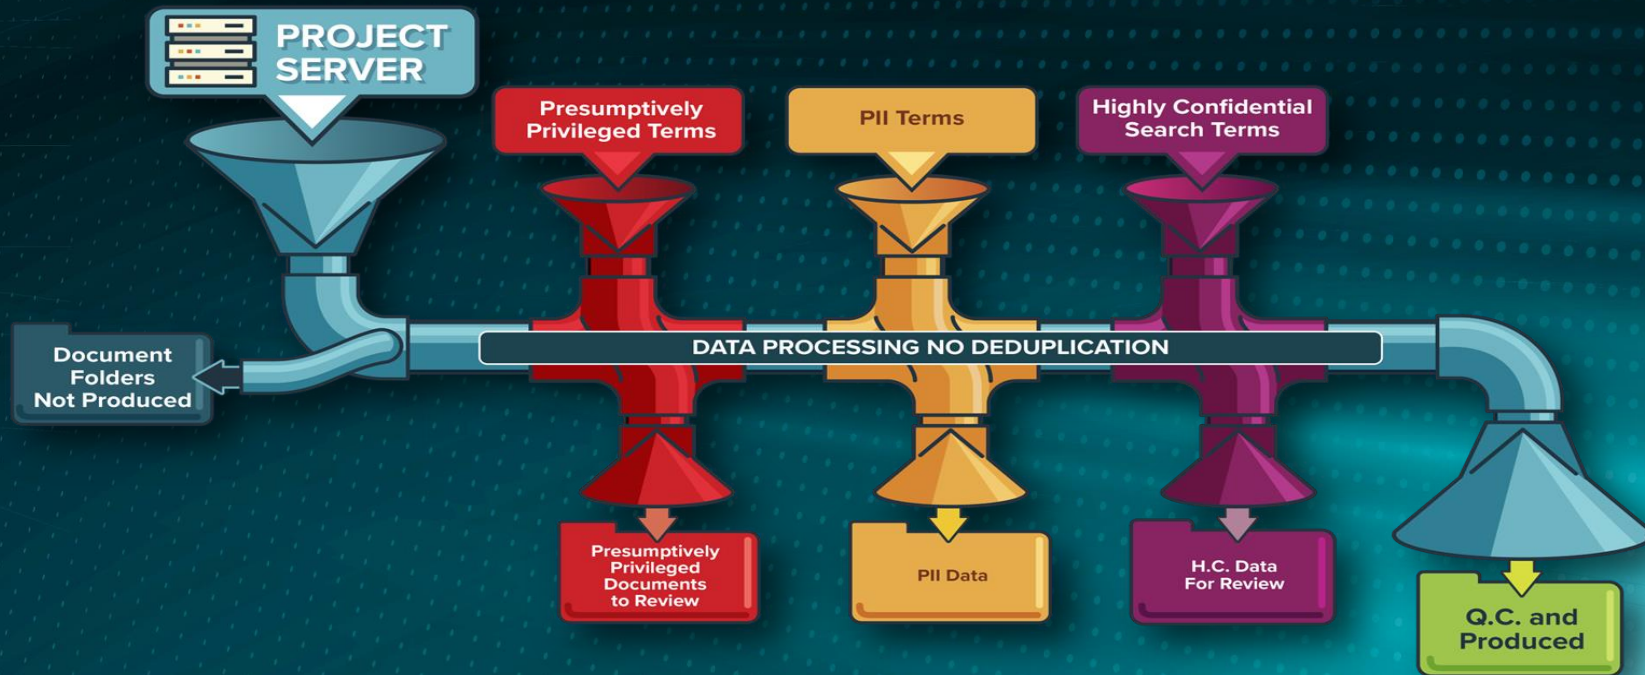 PROJECT
SERVER
Presumptively
Privileged Terms
PII Terms
Highly Confidential
Search Terms
DATA PROCESSING NO DEDUPLICATION
Document
Folders
Not Produced
Presumptively
Privileged
Documents
to Review
PII Data
H.C. Data
For Review
Q.C. and
Produced